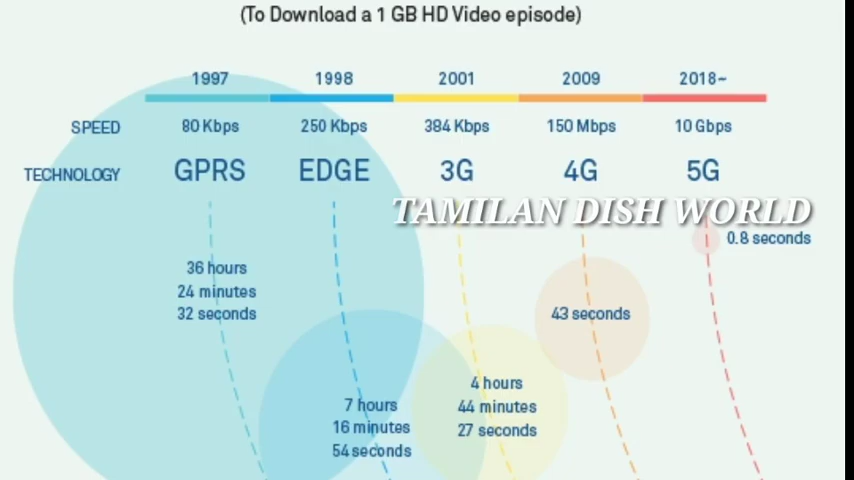 (To Download a 1 GB HD Video episode)
1997 1998 2001 2009 2018~
SPEED 80 Kbps 250 Kbps 384 Kbps 150 Mbps 10 Gbps
TECHNOLOGY GPRS EDGE 3G 4G 5G
TAMILAN DISH WORLD
0.8 seconds
36 hours
24 minutes
32 seconds
43 seconds
4 hours
44 minutes
27 seconds
7 hours
16 minutes
54 seconds